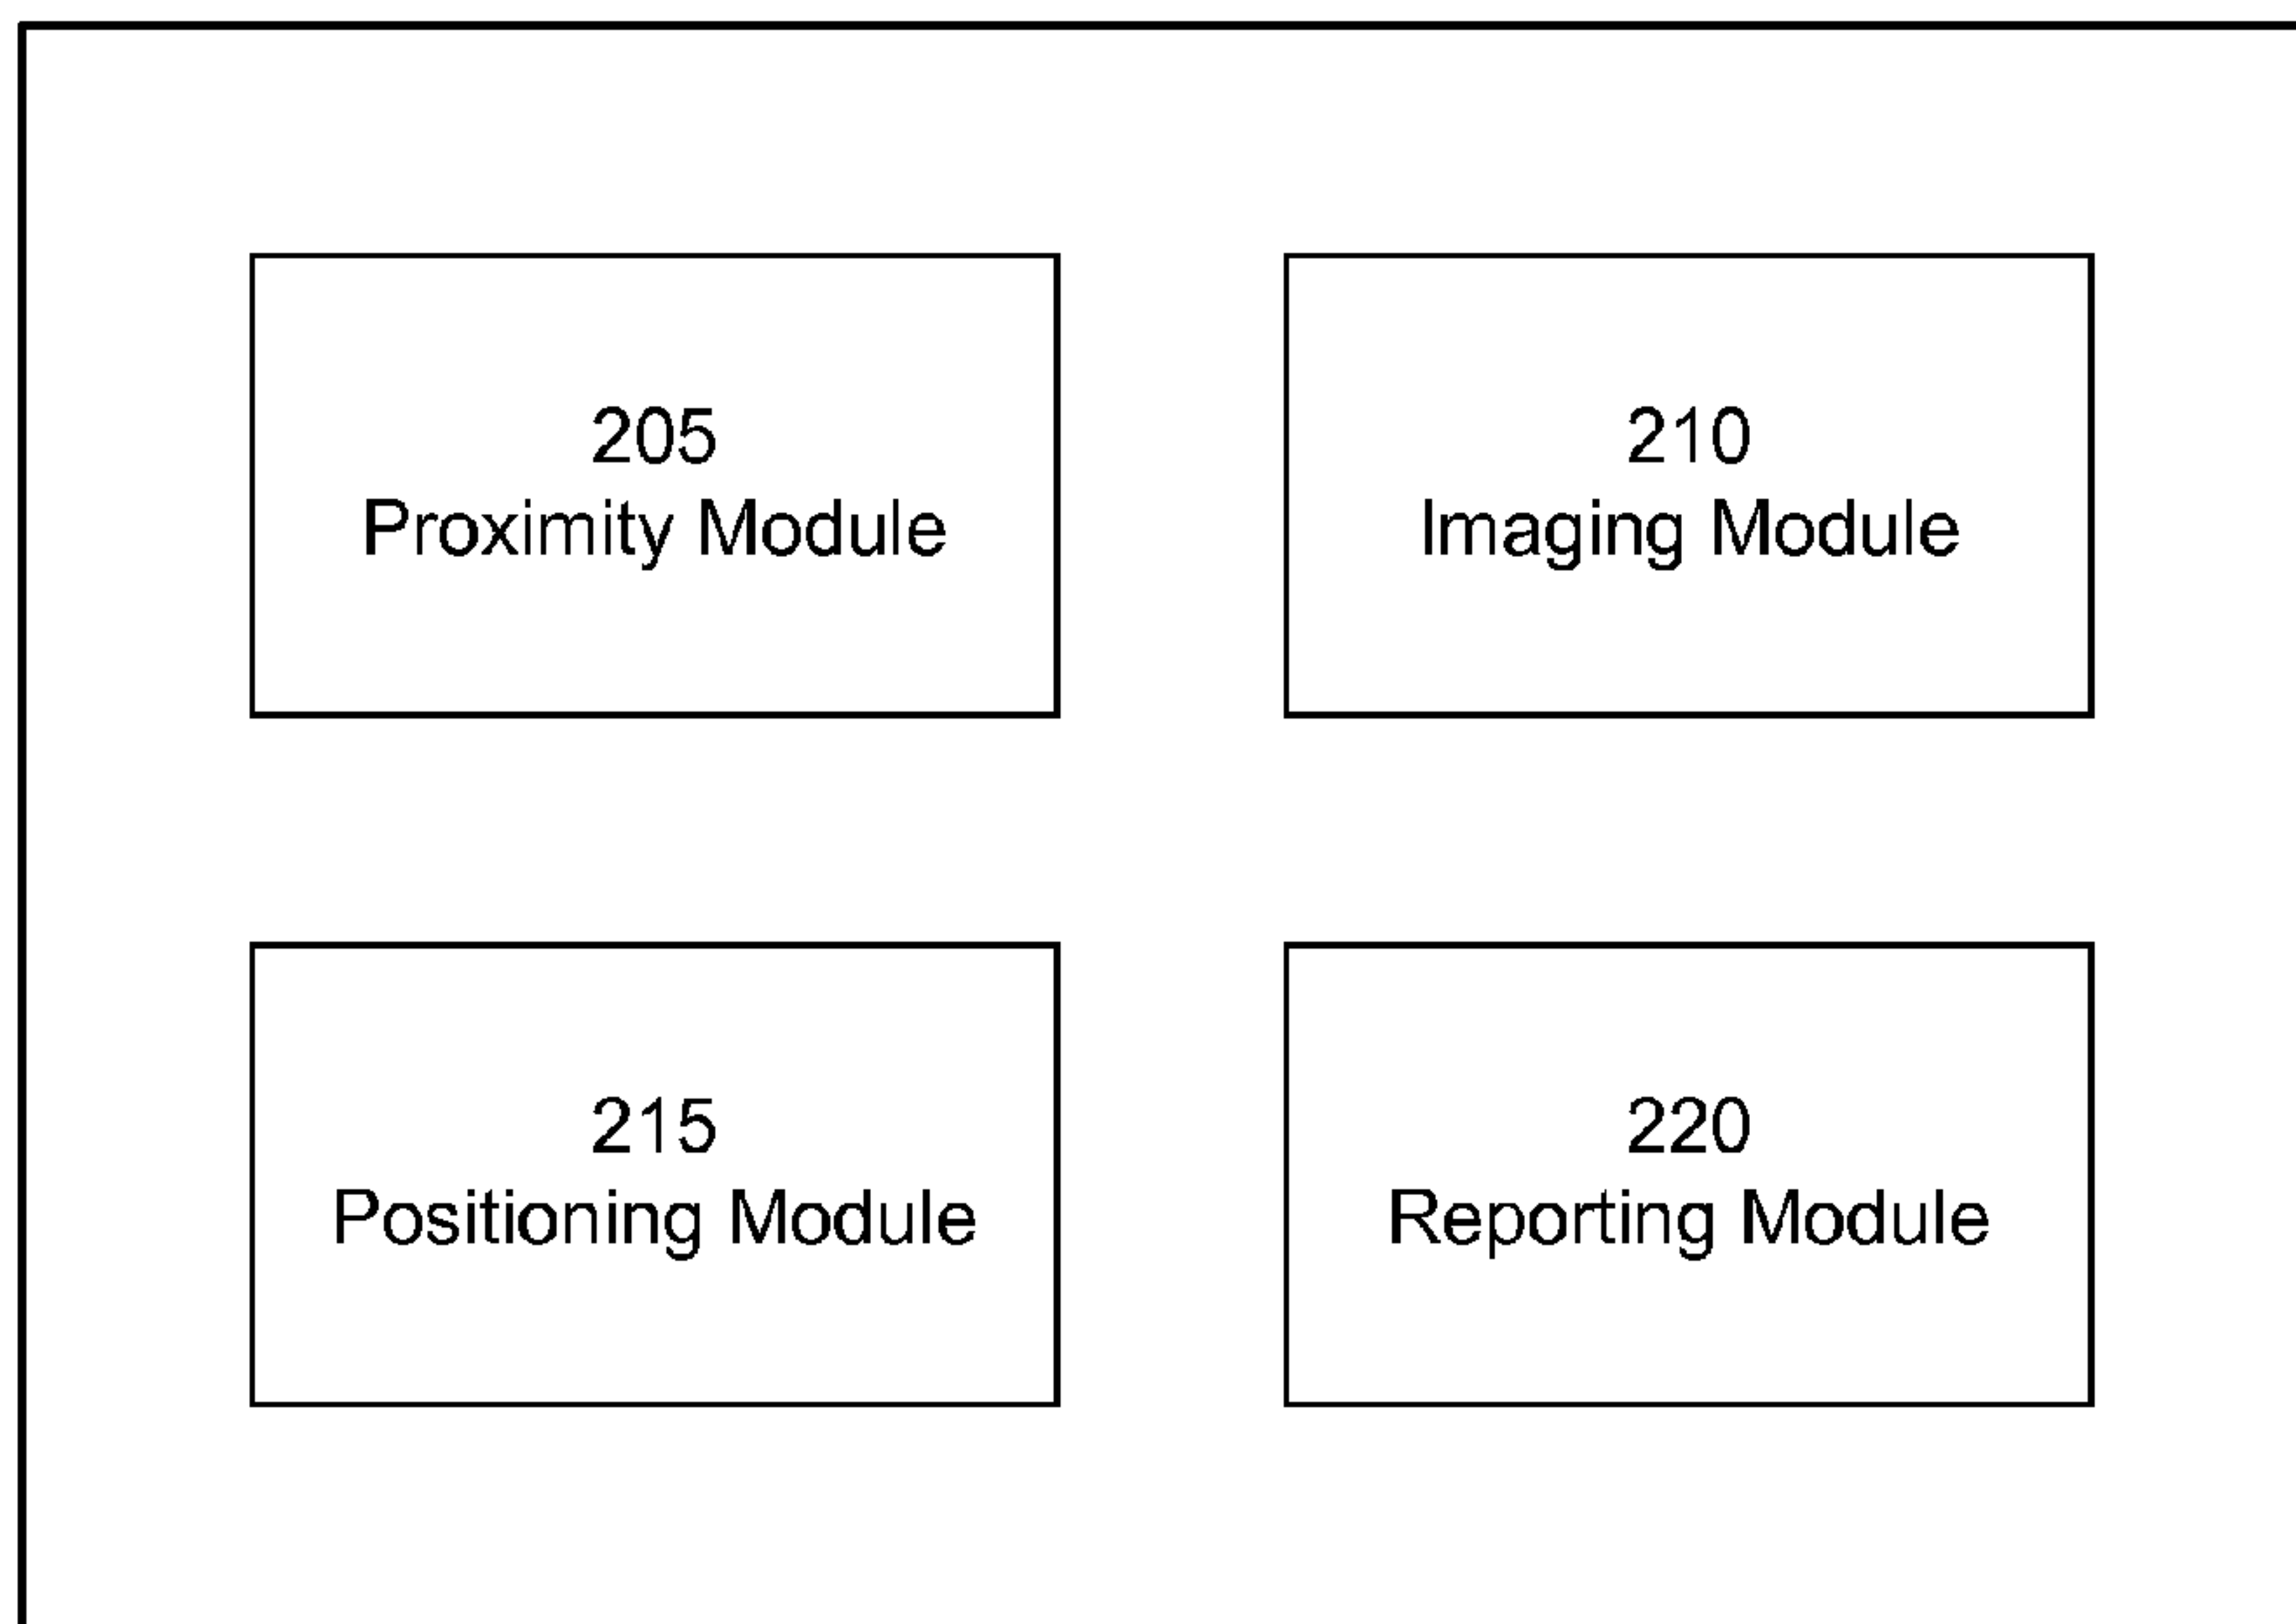 205
Proximity Module
210
Imaging Module
215
Positioning Module
220
Reporting Module